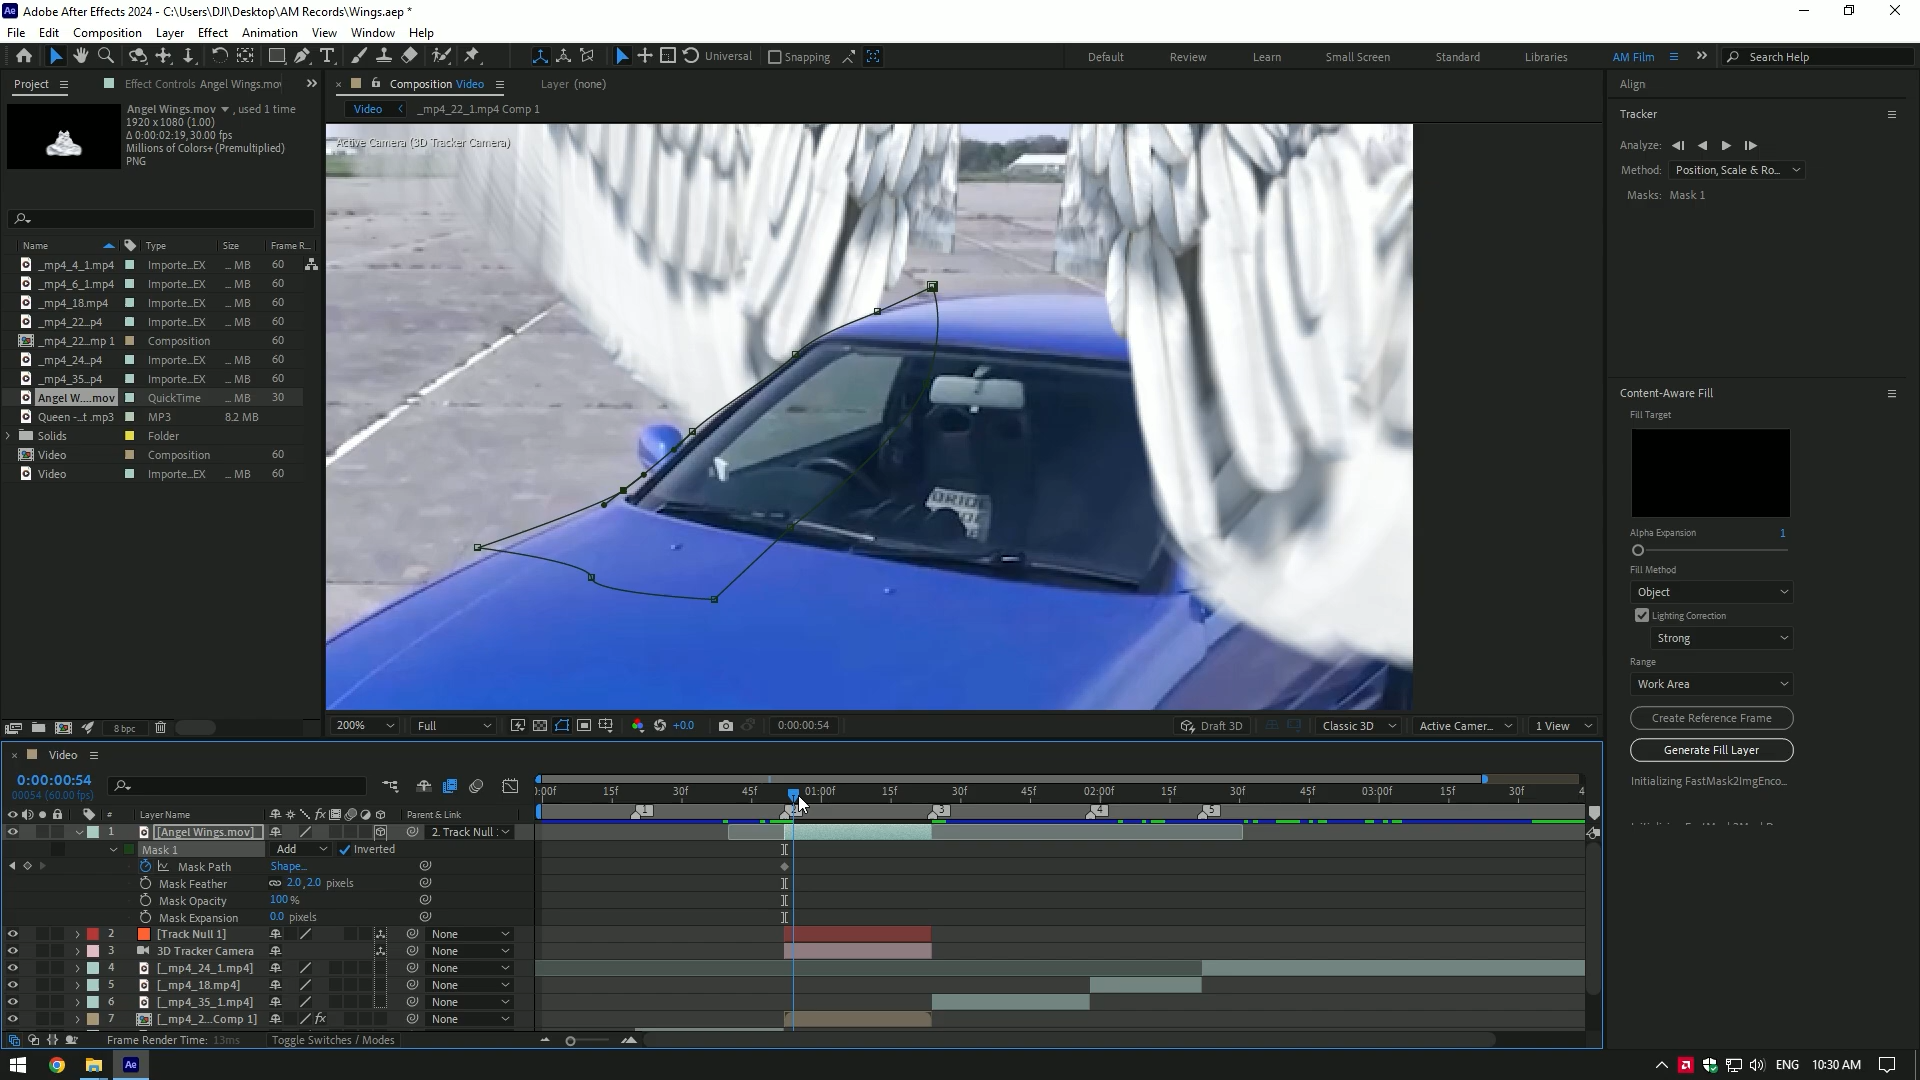 Adobe After Effects 2024 - C:\Users\DJI\Desktop\AM Records\Wings.aep *
File Edit Composition Layer Effect Animation View Window Help
Universal Snapping Default Review Learn Small Screen Standard Libraries AM Film Search Help
Project Effect Controls Angel Wings.mov
Angel Wings.mov , used 1 time
1920 x 1080 (1.00)
Δ 0:00:02:19, 30.00 fps
Millions of Colors+ (Premultiplied)
PNG
Name Type Size Frame R...
_mp4_4_1.mp4 Importe...EX ... MB 60
_mp4_6_1.mp4 Importe...EX ... MB 60
_mp4_18.mp4 Importe...EX ... MB 60
_mp4_22...p4 Importe...EX ... MB 60
_mp4_22...mp 1 Composition 60
_mp4_24...p4 Importe...EX ... MB 60
_mp4_35...p4 Importe...EX ... MB 60
Angel W....mov QuickTime ... MB 30
Queen -...t .mp3 MP3 8.2 MB
Solids Folder
Video Composition 60
Video Importe...EX ... MB 60
8 bpc
Composition Video Layer (none)
Video _mp4_22_1.mp4 Comp 1
Active Camera (3D Tracker Camera)
200% Full +0.0 0:00:00:54 Draft 3D Classic 3D Active Camer... 1 View
Align
Tracker
Analyze:
Method: Position, Scale & Ro...
Masks: Mask 1
Content-Aware Fill
Fill Target
Alpha Expansion 1
Fill Method
Object
Lighting Correction
Strong
Range
Work Area
Create Reference Frame
Generate Fill Layer
Initializing FastMask2ImgEnco...
Video
0:00:00:54
00054 (60.00 fps)
# Layer Name fx Parent & Link
:00f 15f 30f 45f 01:00f 15f 30f 45f 02:00f 15f 30f 45f 03:00f 15f 30f 4
1 2 3 4 5
1 [Angel Wings.mov] 2. Track Null :
Mask 1 Add Inverted
Mask Path Shape...
Mask Feather 2.0, 2.0 pixels
Mask Opacity 100 %
Mask Expansion 0.0 pixels
2 [Track Null 1] None
3 3D Tracker Camera None
4 [_mp4_24_1.mp4] None
5 [_mp4_18.mp4] None
6 [_mp4_35_1.mp4] None
7 [_mp4_2...Comp 1] fx None
Frame Render Time: 13ms Toggle Switches / Modes
Ae ENG 10:30 AM